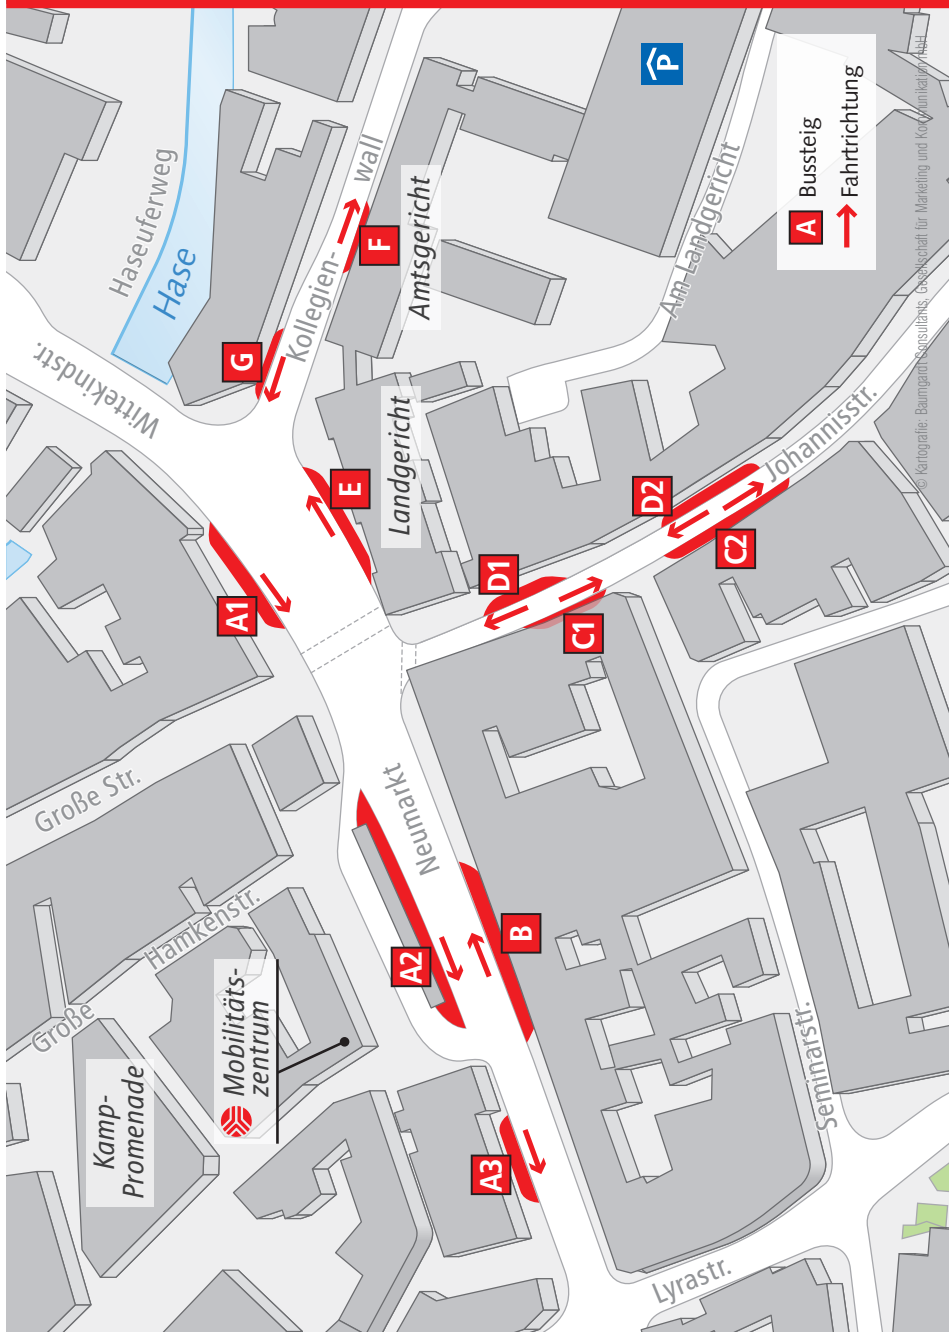 Wittekindstr.
Haseuferweg
Hase
Große Str.
Große
Hamkenstr.
Kamp-
Promenade
Mobilitäts-
zentrum
Neumarkt
Kollegien-
wall
Amtsgericht
Landgericht
Am Landgericht
Johannisstr.
Seminarstr.
Lyrastr.
A1
A2
A3
B
C1
C2
D1
D2
E
F
G
P
A Bussteig
Fahrtrichtung
© Kartografie: Baumgardt Consultants, Gesellschaft für Marketing und Kommunikation mbH